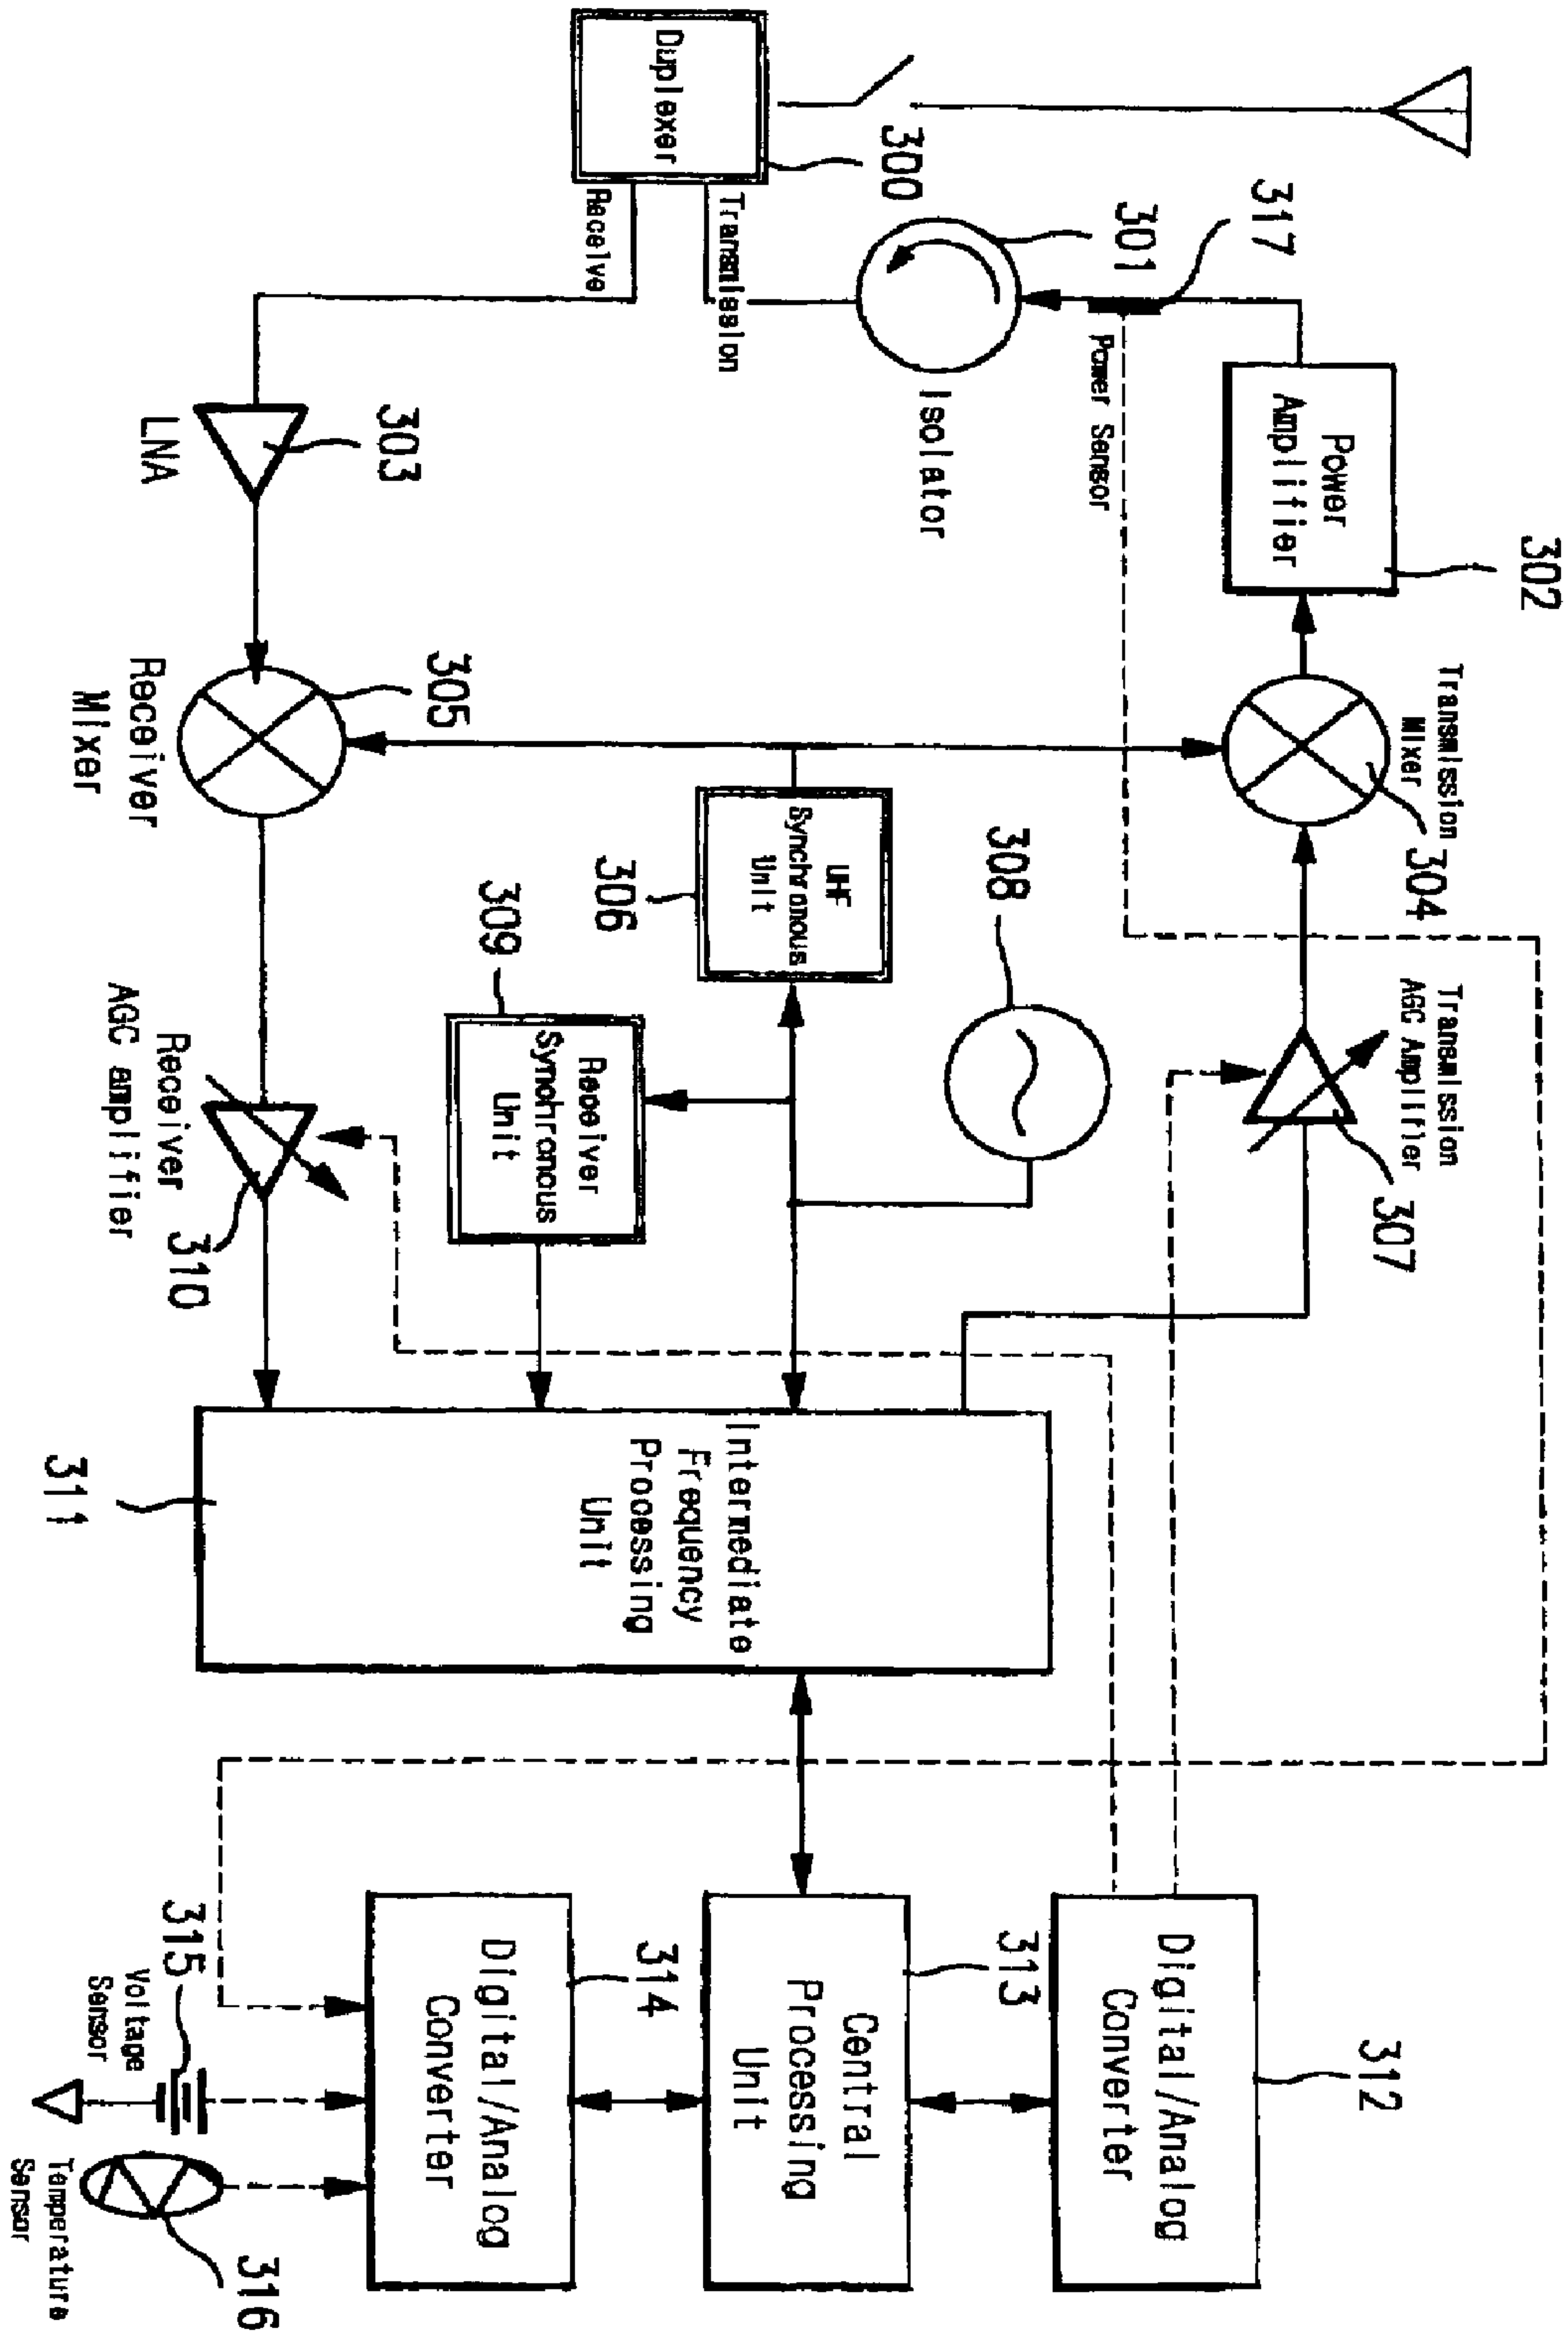 Duplexer
300
Transmission
Receive
301
Isolator
317
Power Sensor
Power
Amplifier
302
303
LNA
Transmission
Mixer
304
305
Receiver
Mixer
UHF
Synchronous
Unit
306
308
Transmission
AGC Amplifier
307
309
Receiver
Synchronous
Unit
Receiver
AGC amplifier
310
Intermediate
Frequency
Processing
Unit
311
312
Digital/Analog
Converter
313
Central
Processing
Unit
314
Digital/Analog
Converter
315
Voltage
Sensor
316
Temperature
Sensor